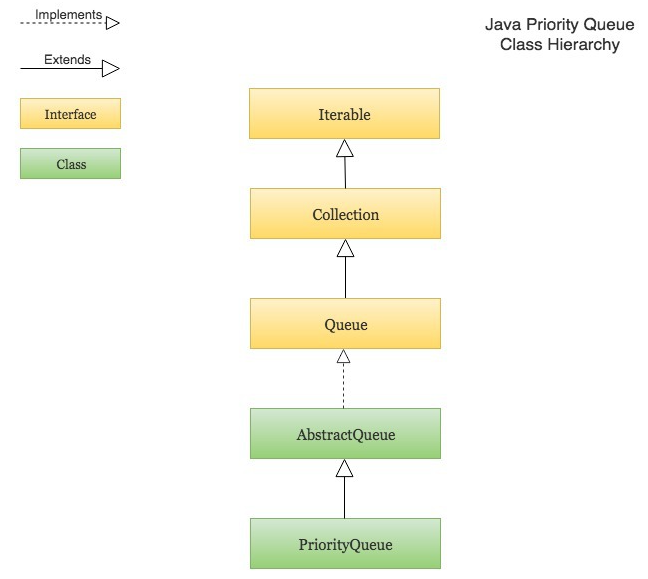 Implements
Java Priority Queue
Class Hierarchy
Extends
Interface
Iterable
Class
Collection
Queue
AbstractQueue
PriorityQueue